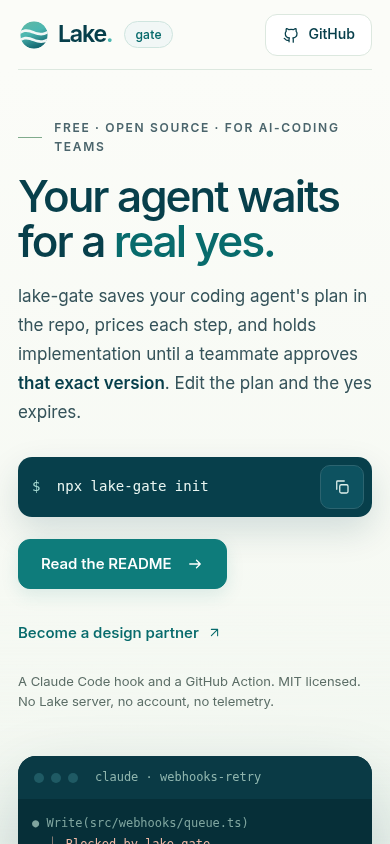 Lake. gate GitHub
FREE · OPEN SOURCE · FOR AI-CODING
TEAMS
Your agent waits
for a real yes.
lake-gate saves your coding agent's plan in
the repo, prices each step, and holds
implementation until a teammate approves
that exact version. Edit the plan and the yes
expires.
$ npx lake-gate init
Read the README →
Become a design partner ↗
A Claude Code hook and a GitHub Action. MIT licensed.
No Lake server, no account, no telemetry.
claude · webhooks-retry
● Write(src/webhooks/queue.ts)
Blocked by lake-gate